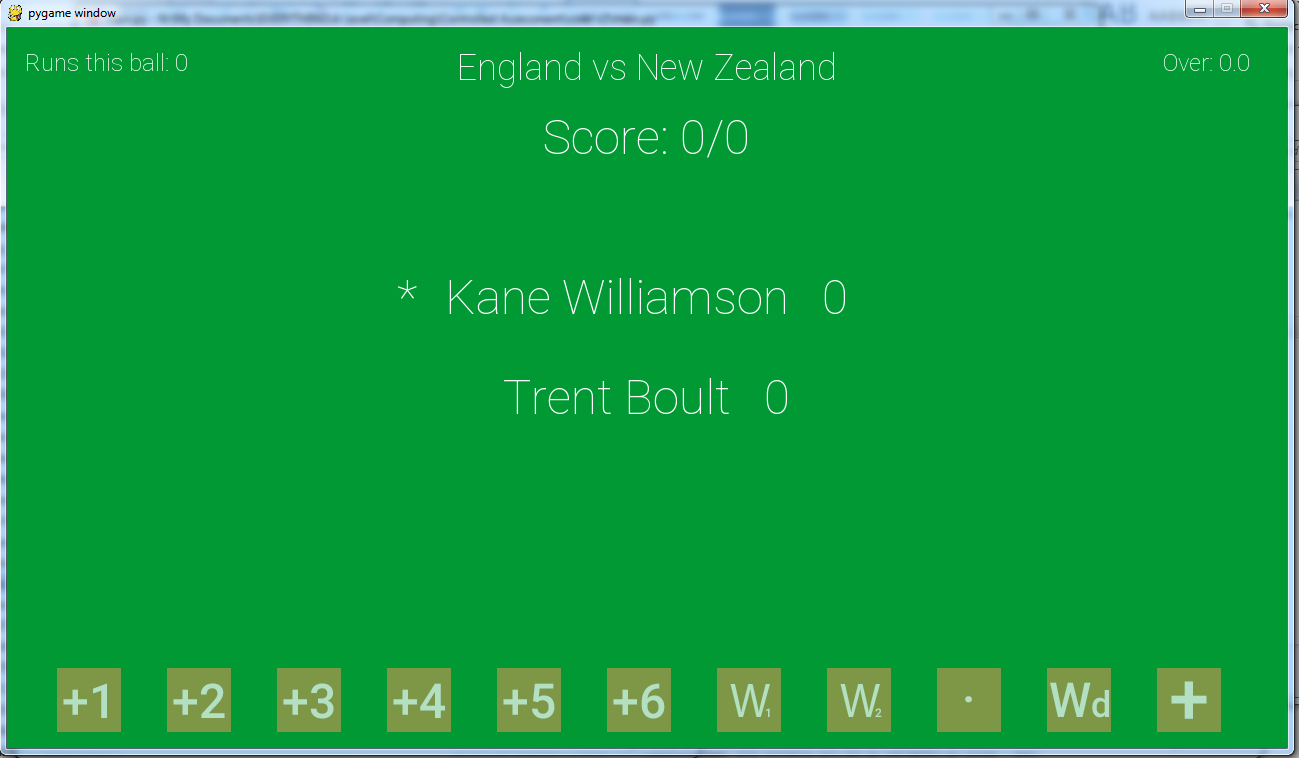 pygame window
Runs this ball: 0
England vs New Zealand
Over: 0.0
Score: 0/0
* Kane Williamson 0
Trent Boult 0
+1 +2 +3 +4 +5 +6 W1 W2 · Wd +